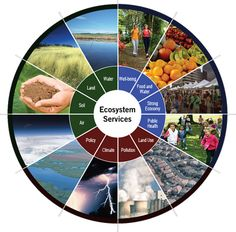 Ecosystem
Services
Well-being
Food and
Water
Strong
Economy
Public
Health
Land Use
Pollution
Climate
Policy
Air
Soil
Land
Water